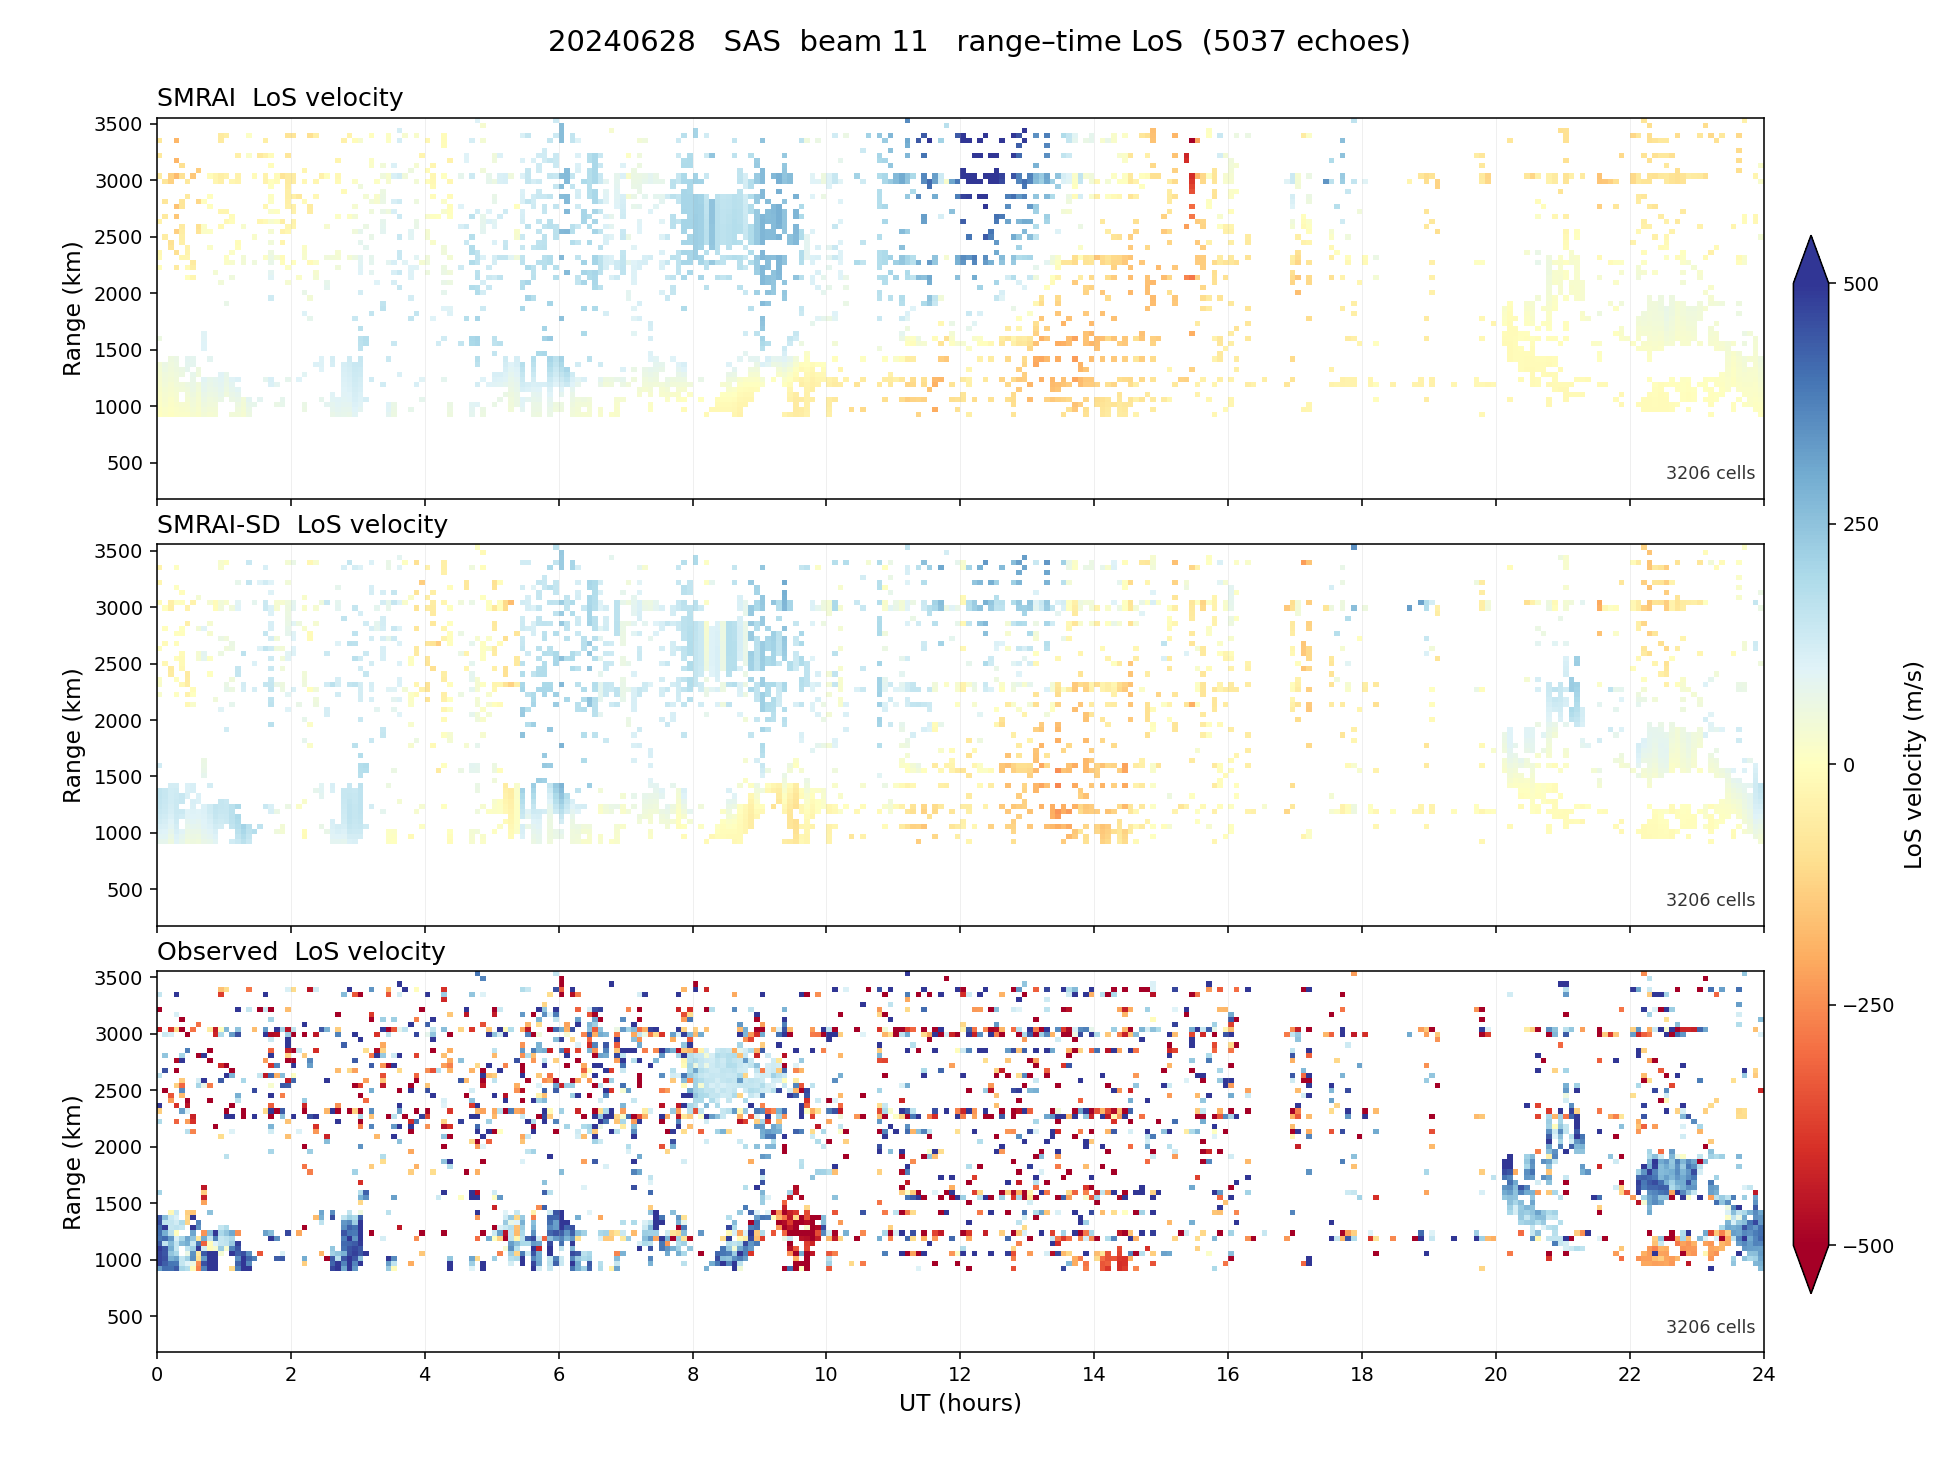 20240628   SAS  beam 11   range–time LoS  (5037 echoes)
SMRAI  LoS velocity
3500
3000
2500
2000
1500
1000
500
Range (km)
3206 cells
SMRAI-SD  LoS velocity
3500
3000
2500
2000
1500
1000
500
Range (km)
3206 cells
Observed  LoS velocity
3500
3000
2500
2000
1500
1000
500
Range (km)
3206 cells
0 2 4 6 8 10 12 14 16 18 20 22 24
UT (hours)
500
250
0
−250
−500
LoS velocity (m/s)